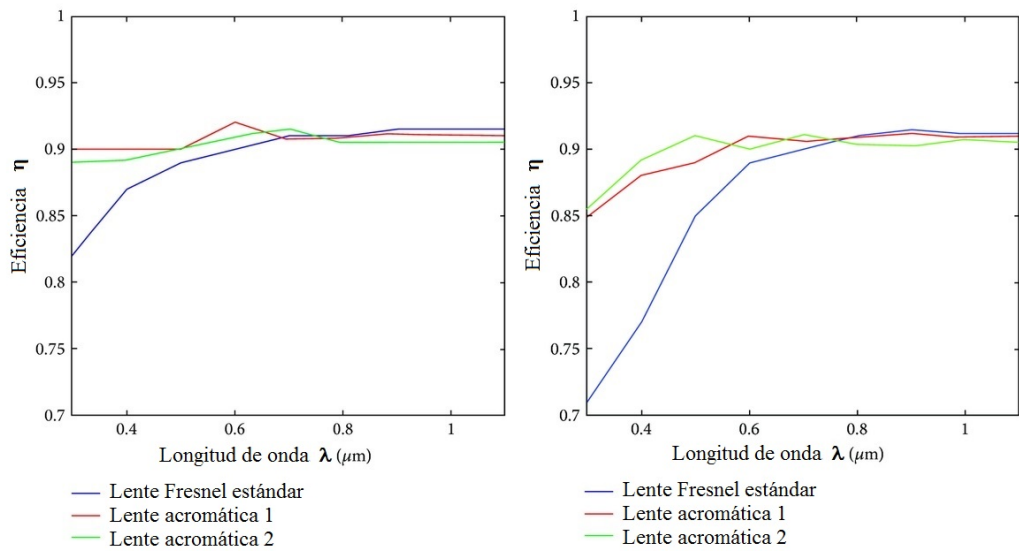 1
0.95
0.9
0.85
0.8
0.75
0.7
Eficiencia η
0.4
0.6
0.8
1
Longitud de onda λ (μm)
Lente Fresnel estándar
Lente acromática 1
Lente acromática 2
1
0.95
0.9
0.85
0.8
0.75
0.7
Eficiencia η
0.4
0.6
0.8
1
Longitud de onda λ (μm)
Lente Fresnel estándar
Lente acromática 1
Lente acromática 2